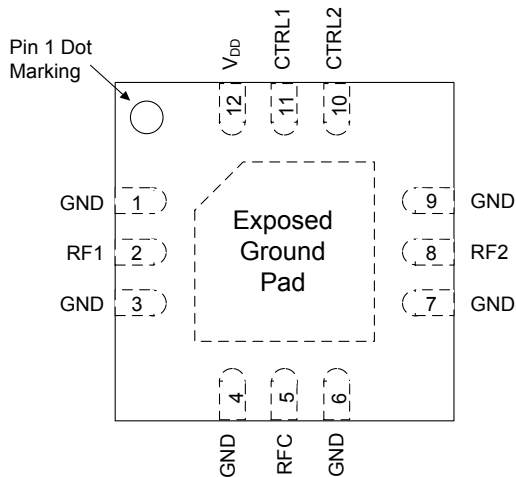 Pin 1 Dot
Marking
VDD
CTRL1
CTRL2
12
11
10
GND
1
9
GND
RF1
2
8
RF2
GND
3
7
GND
Exposed
Ground
Pad
4
5
6
GND
RFC
GND